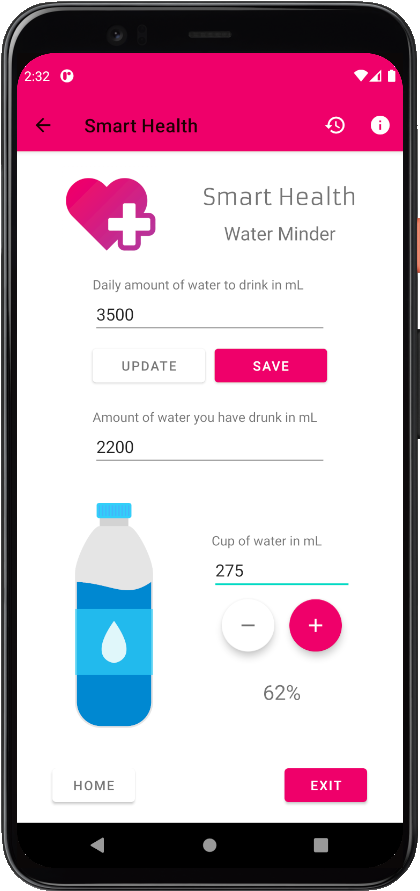 2:32
Smart Health
Smart Health
Water Minder
Daily amount of water to drink in mL
3500
UPDATE SAVE
Amount of water you have drunk in mL
2200
Cup of water in mL
275
62%
HOME EXIT